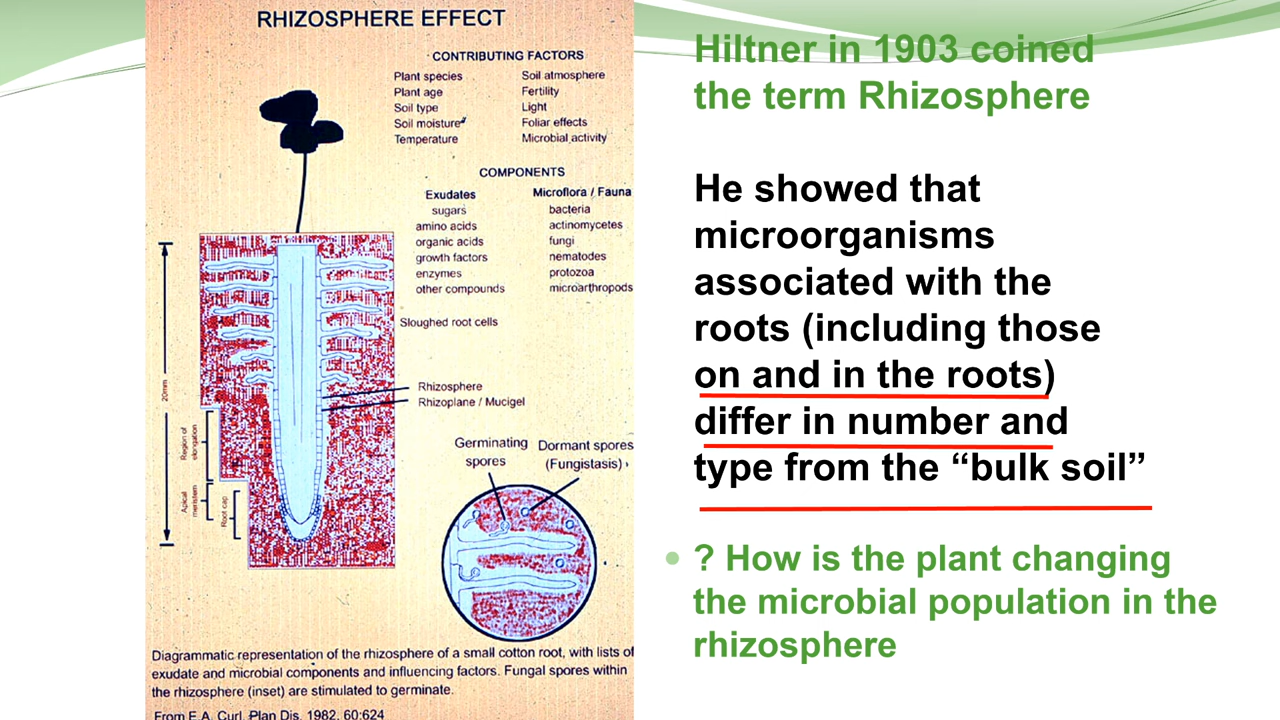 RHIZOSPHERE EFFECT
CONTRIBUTING FACTORS
Plant species Soil atmosphere
Plant age Fertility
Soil type Light
Soil moisture Foliar effects
Temperature Microbial activity
COMPONENTS
Exudates Microflora / Fauna
sugars bacteria
amino acids actinomycetes
organic acids fungi
growth factors nematodes
enzymes protozoa
other compounds microarthropods
Sloughed root cells
Rhizosphere
Rhizoplane / Mucigel
20mm
Region of
elongation
Apical
meristem
Root cap
Germinating
spores
Dormant spores
(Fungistasis)
Diagrammatic representation of the rhizosphere of a small cotton root, with lists of
exudate and microbial components and influencing factors. Fungal spores within
the rhizosphere (inset) are stimulated to germinate.
From E.A. Curl, Plan Dis. 1982, 60:624
Hiltner in 1903 coined
the term Rhizosphere
He showed that
microorganisms
associated with the
roots (including those
on and in the roots)
differ in number and
type from the “bulk soil”
? How is the plant changing
the microbial population in the
rhizosphere